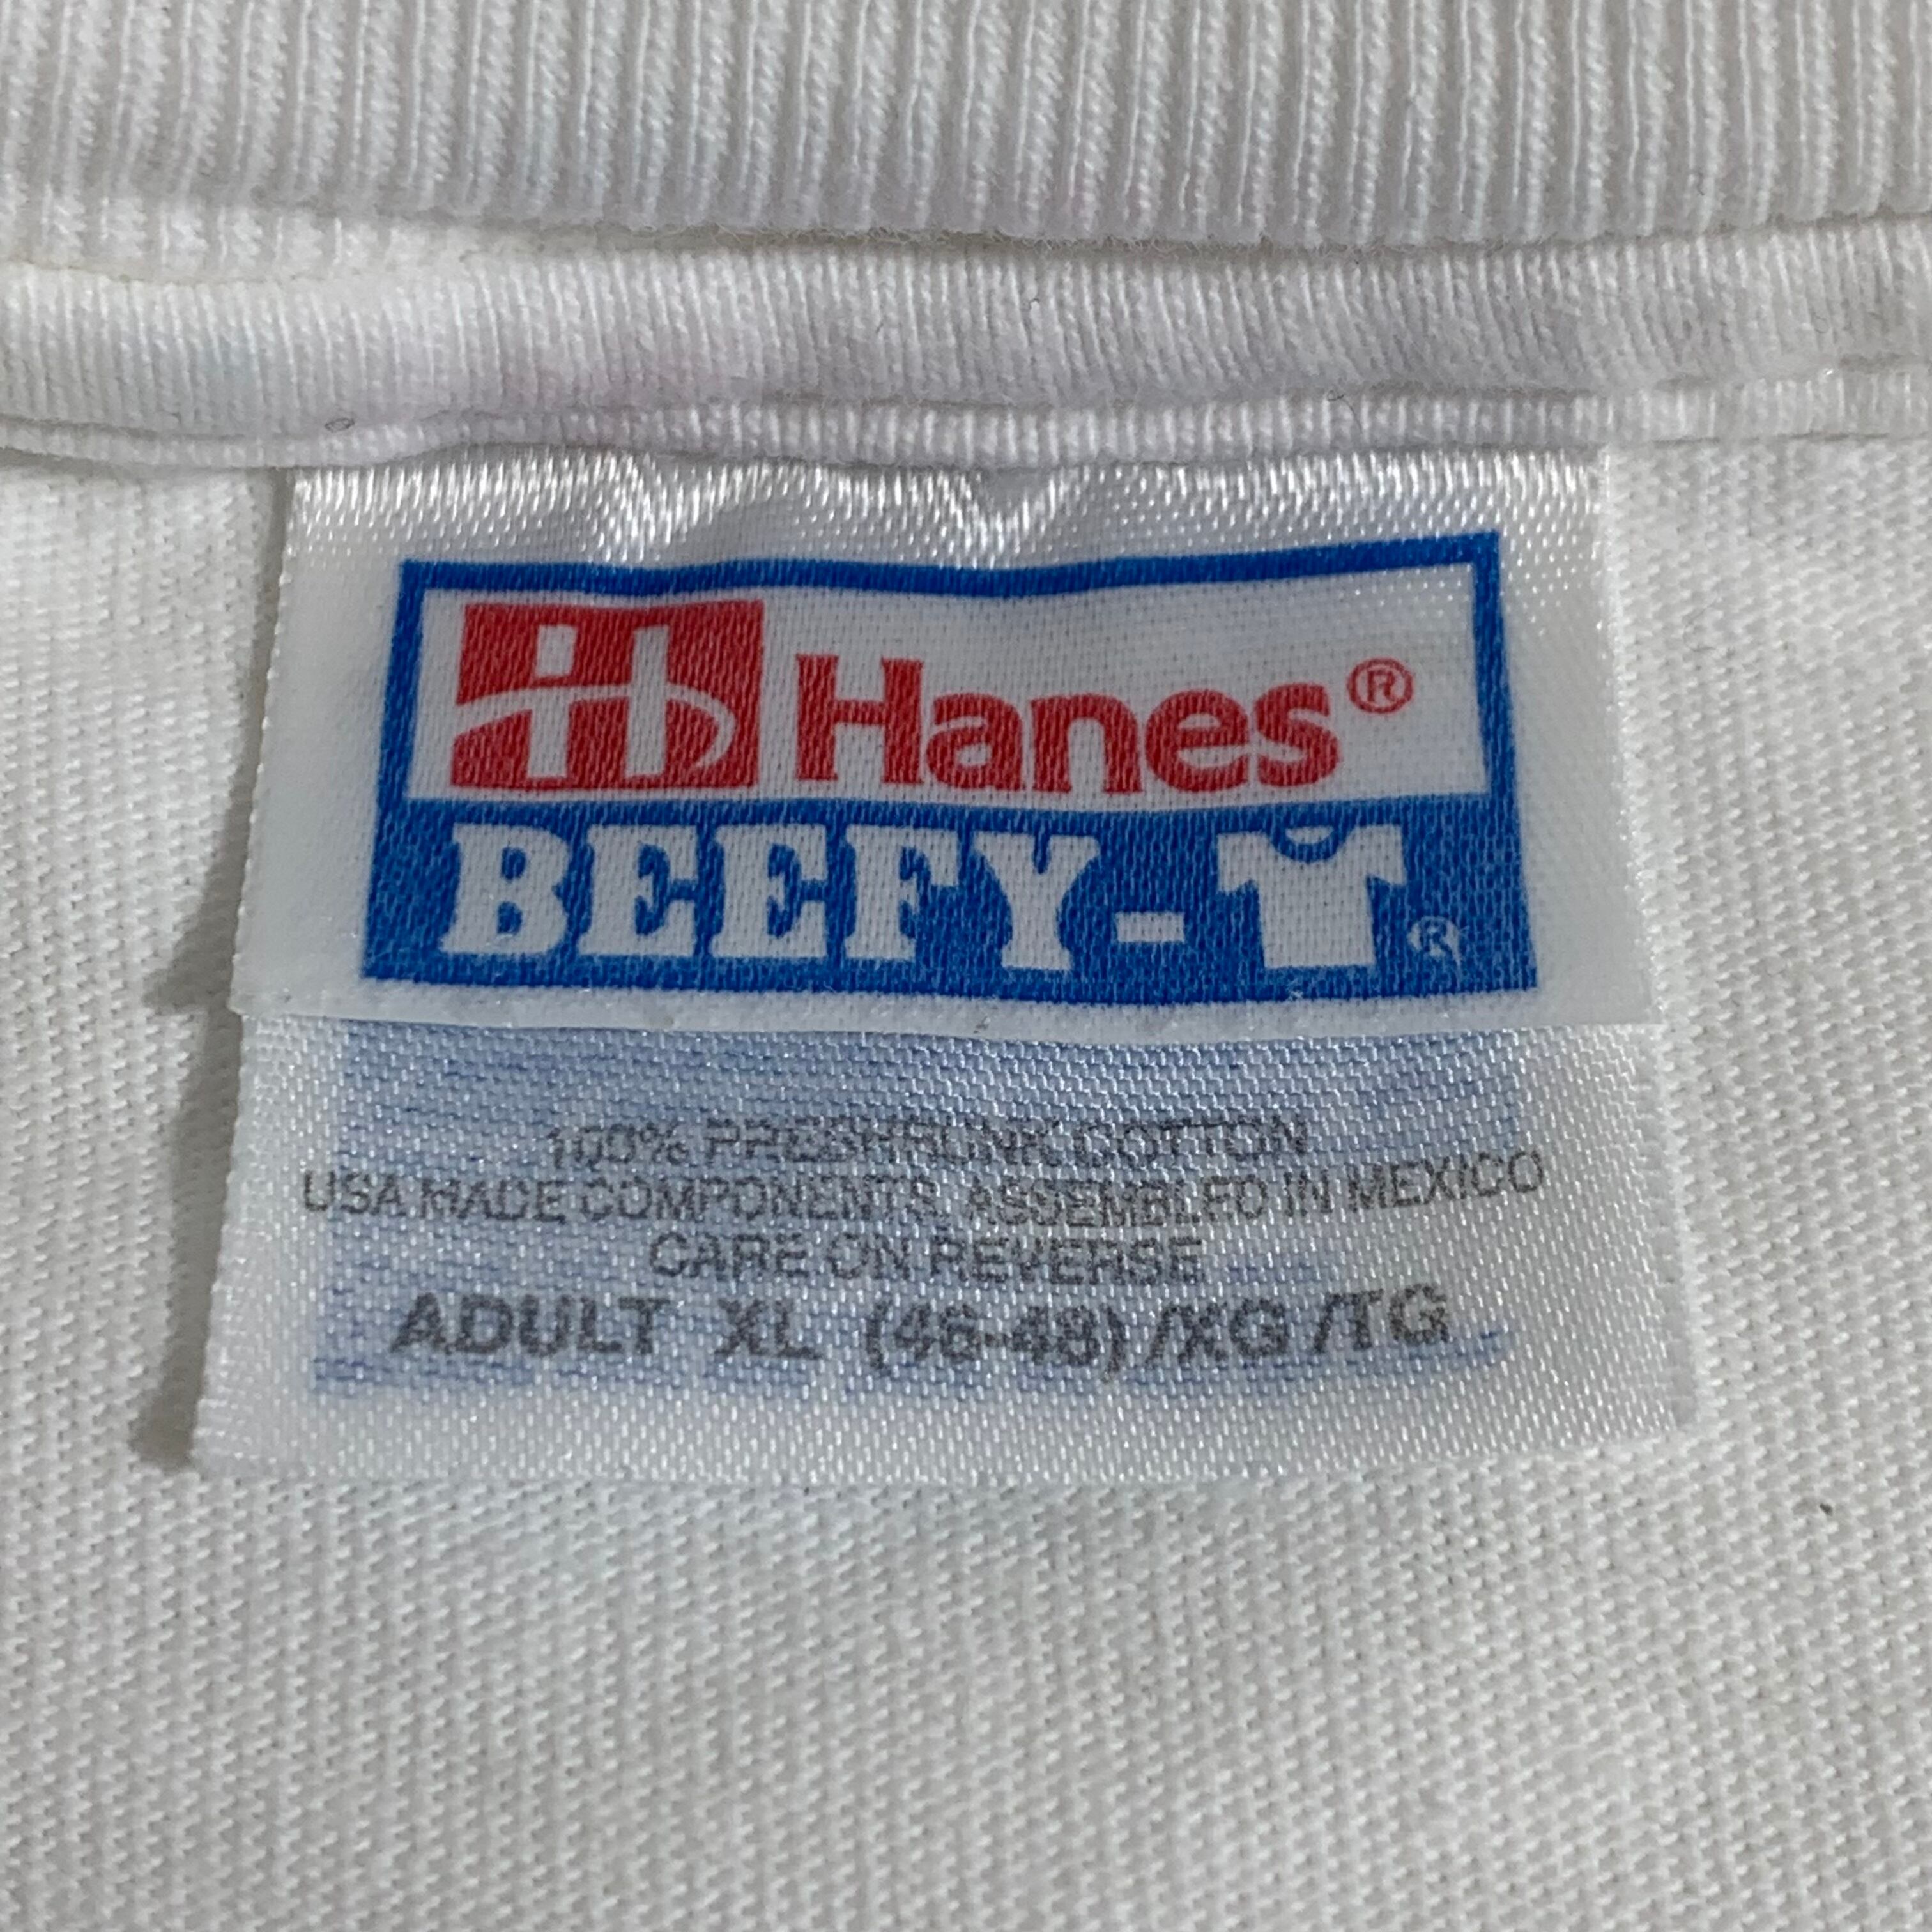 Hanes®
BEEFY-T®
100% PRESHRUNK COTTON
USA MADE COMPONENTS, ASSEMBLED IN MEXICO
CARE ON REVERSE
ADULT XL (46-48)/XG/TG